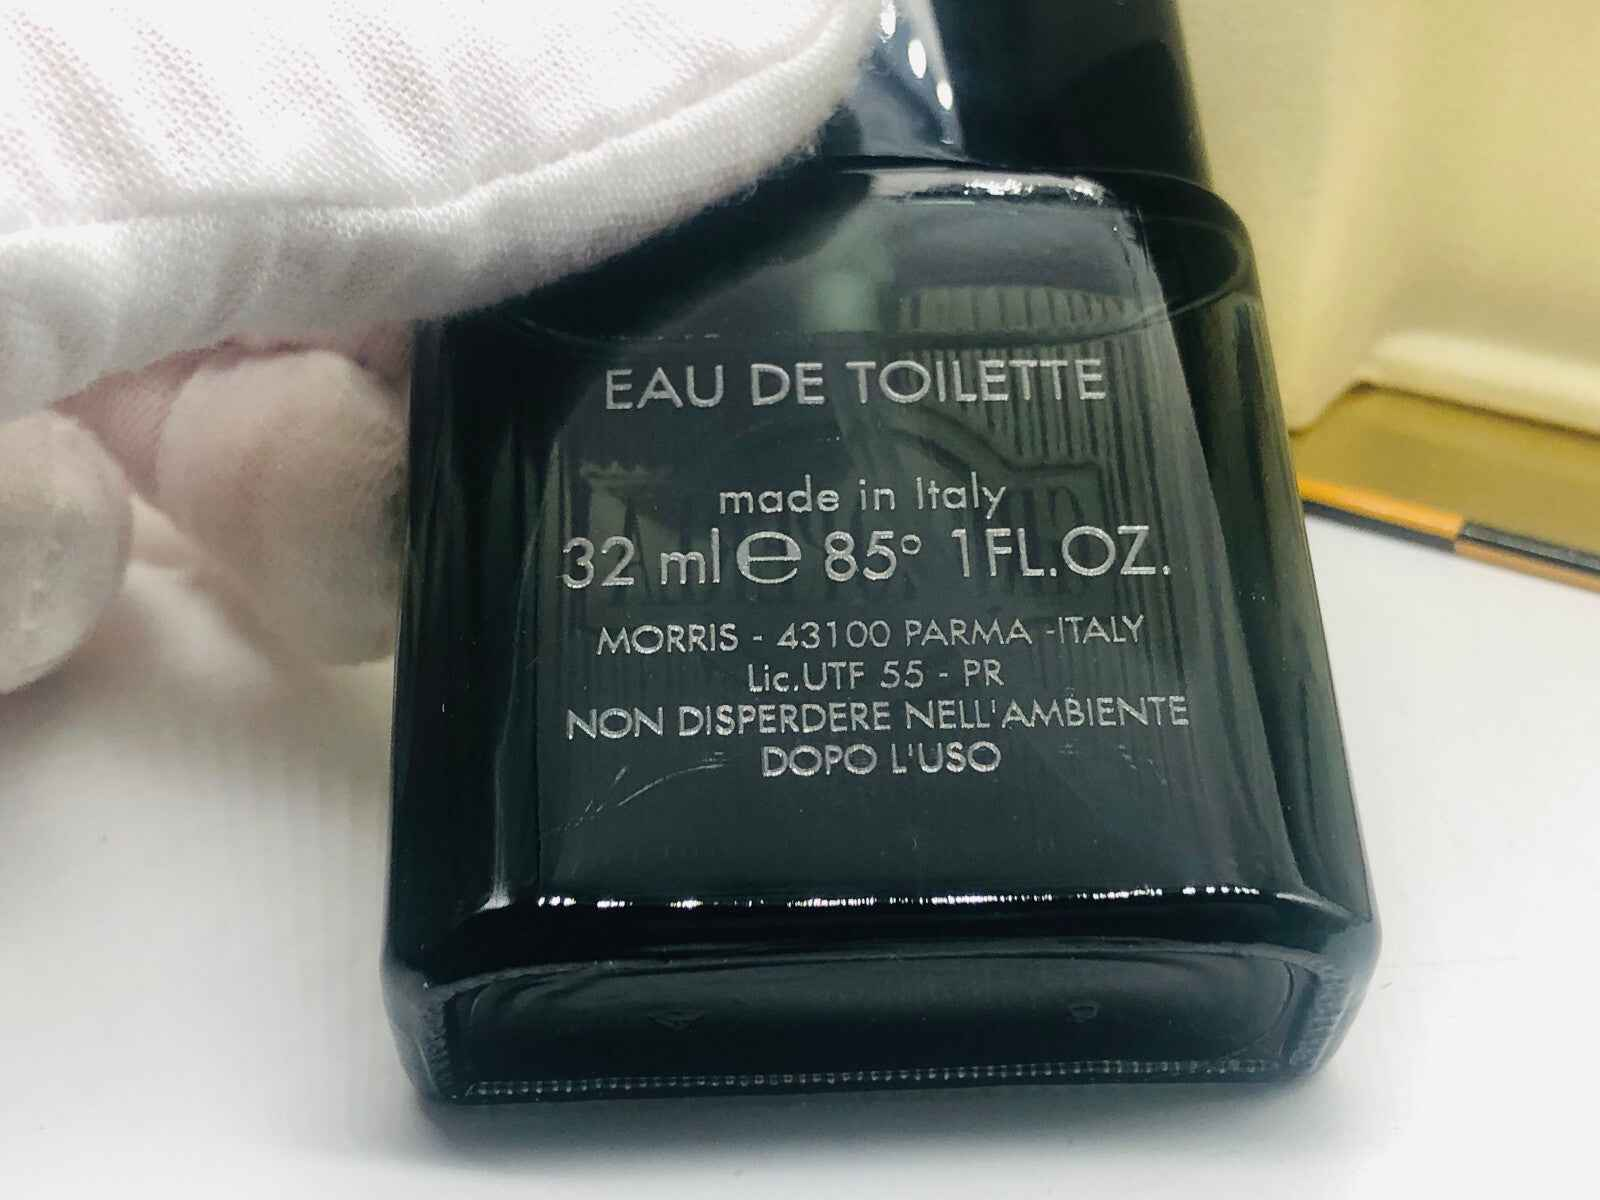 EAU DE TOILETTE
made in Italy
32 ml e 85° 1FL.OZ.
MORRIS - 43100 PARMA -ITALY
Lic.UTF 55 - PR
NON DISPERDERE NELL'AMBIENTE
DOPO L'USO